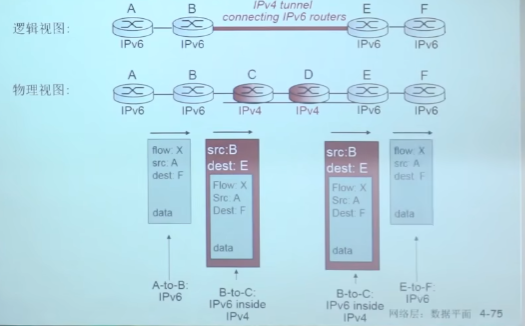 逻辑视图:
IPv4 tunnel
connecting IPv6 routers
A B E F
IPv6 IPv6 IPv6 IPv6
物理视图:
A B C D E F
IPv6 IPv6 IPv4 IPv4 IPv6 IPv6
flow: X
src: A
dest: F
data
src:B
dest: E
Flow: X
Src: A
Dest: F
data
src:B
dest: E
Flow: X
Src: A
Dest: F
data
flow: X
src: A
dest: F
data
A-to-B:
IPv6
B-to-C:
IPv6 inside
IPv4
B-to-C:
IPv6 inside
IPv4
E-to-F:
IPv6
网络层：数据平面 4-75